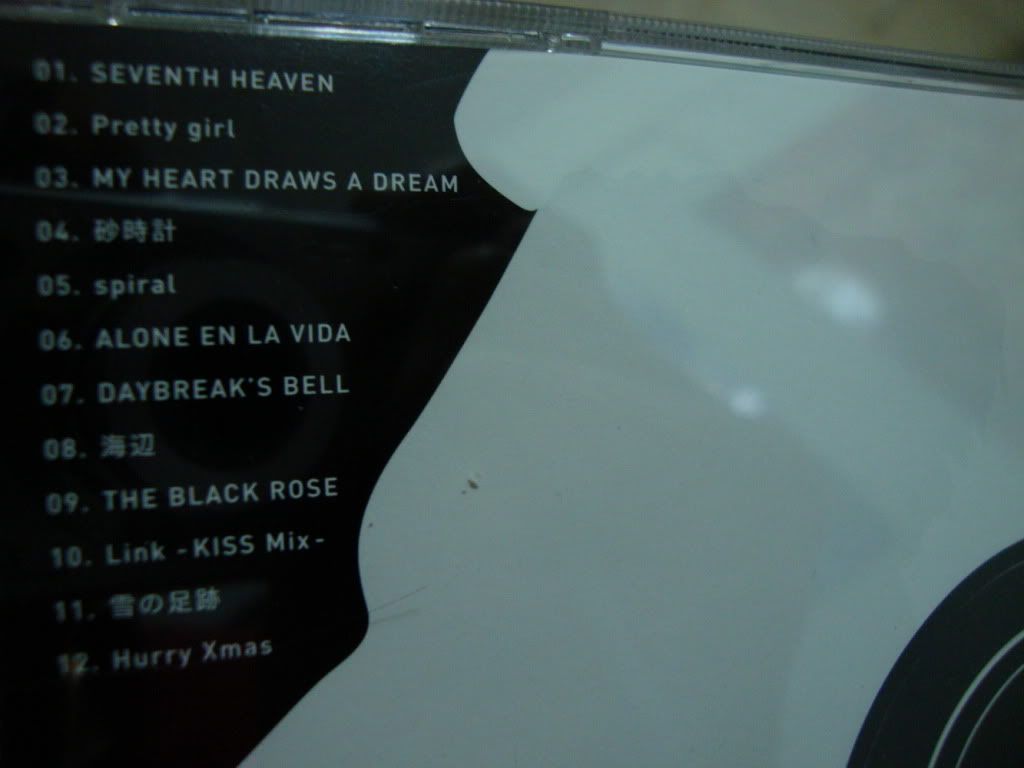 01. SEVENTH HEAVEN
02. Pretty girl
03. MY HEART DRAWS A DREAM
04. 砂時計
05. spiral
06. ALONE EN LA VIDA
07. DAYBREAK'S BELL
08. 海辺
09. THE BLACK ROSE
10. Link -KISS Mix-
11. 雪の足跡
12. Hurry Xmas